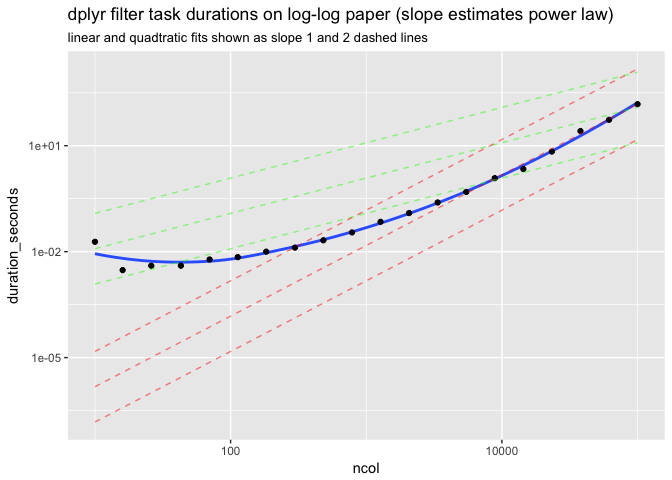 dplyr filter task durations on log-log paper (slope estimates power law)
linear and quadtratic fits shown as slope 1 and 2 dashed lines
1e+01
1e-02
1e-05
duration_seconds
100
10000
ncol